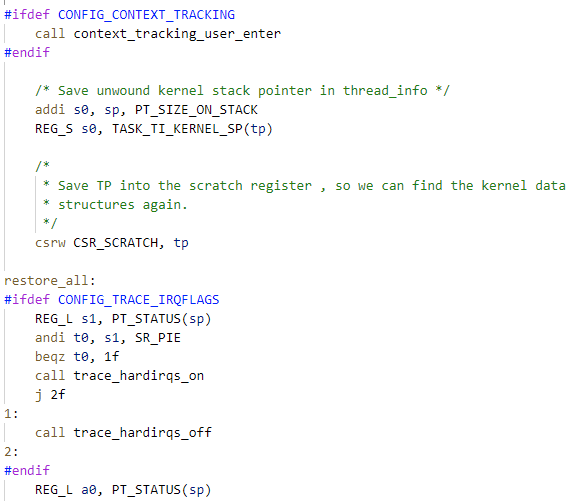 #ifdef CONFIG_CONTEXT_TRACKING
    call context_tracking_user_enter
#endif

    /* Save unwound kernel stack pointer in thread_info */
    addi s0, sp, PT_SIZE_ON_STACK
    REG_S s0, TASK_TI_KERNEL_SP(tp)

    /*
     * Save TP into the scratch register , so we can find the kernel data
     * structures again.
     */
    csrw CSR_SCRATCH, tp

restore_all:
#ifdef CONFIG_TRACE_IRQFLAGS
    REG_L s1, PT_STATUS(sp)
    andi t0, s1, SR_PIE
    beqz t0, 1f
    call trace_hardirqs_on
    j 2f
1:
    call trace_hardirqs_off
2:
#endif
    REG_L a0, PT_STATUS(sp)